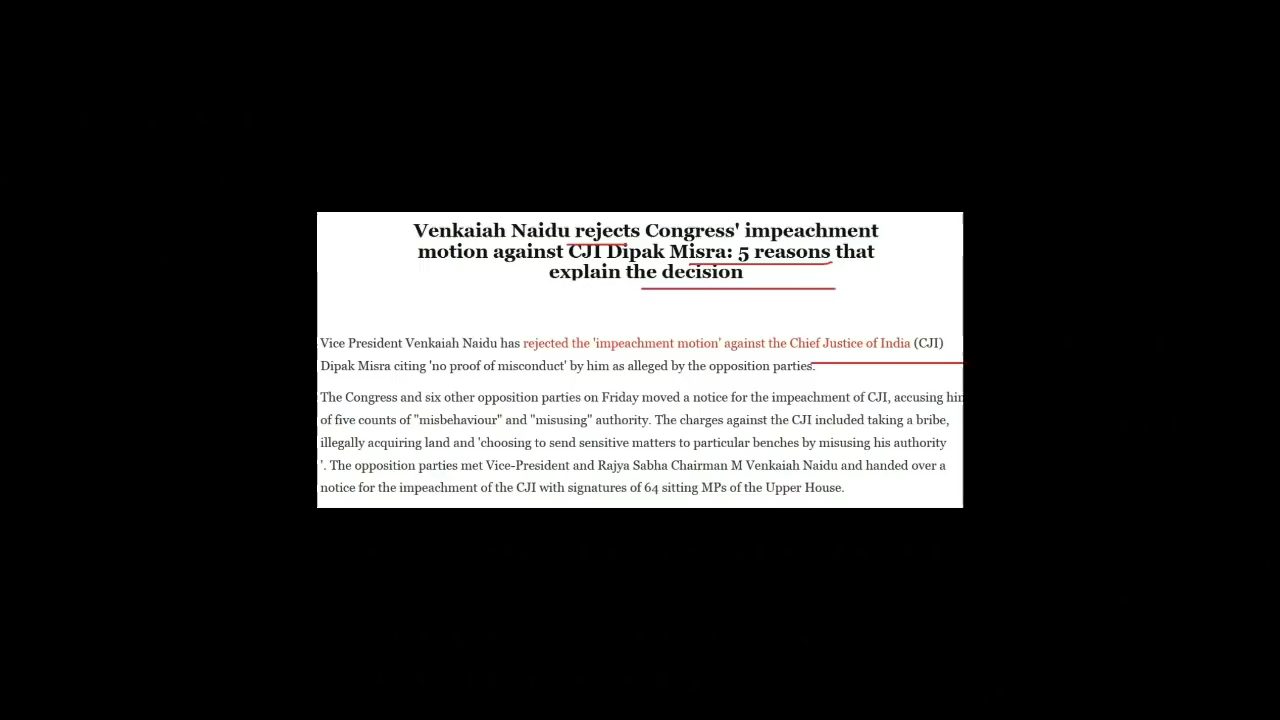 Venkaiah Naidu rejects Congress' impeachment
motion against CJI Dipak Misra: 5 reasons that
explain the decision
Vice President Venkaiah Naidu has rejected the 'impeachment motion' against the Chief Justice of India (CJI)
Dipak Misra citing 'no proof of misconduct' by him as alleged by the opposition parties.
The Congress and six other opposition parties on Friday moved a notice for the impeachment of CJI, accusing him
of five counts of "misbehaviour" and "misusing" authority. The charges against the CJI included taking a bribe,
illegally acquiring land and 'choosing to send sensitive matters to particular benches by misusing his authority
'. The opposition parties met Vice-President and Rajya Sabha Chairman M Venkaiah Naidu and handed over a
notice for the impeachment of the CJI with signatures of 64 sitting MPs of the Upper House.